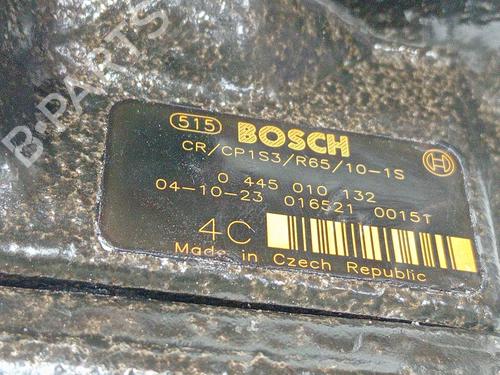 B-PARTS
515 BOSCH
CR/CP1S3/R65/10-1S
0 445 010 132
04-10-23 016521 00151
4C
Made in Czech Republic